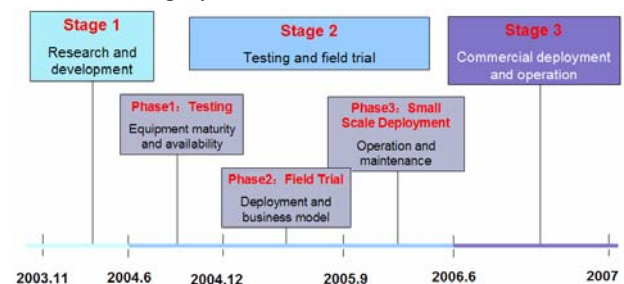 Stage 1
Research and
development
Stage 2
Testing and field trial
Stage 3
Commercial deployment
and operation
Phase1: Testing
Equipment maturity
and availability
Phase2: Field Trial
Deployment and
business model
Phase3: Small
Scale Deployment
Operation and
maintenance
2003.11
2004.6
2004.12
2005.9
2006.6
2007